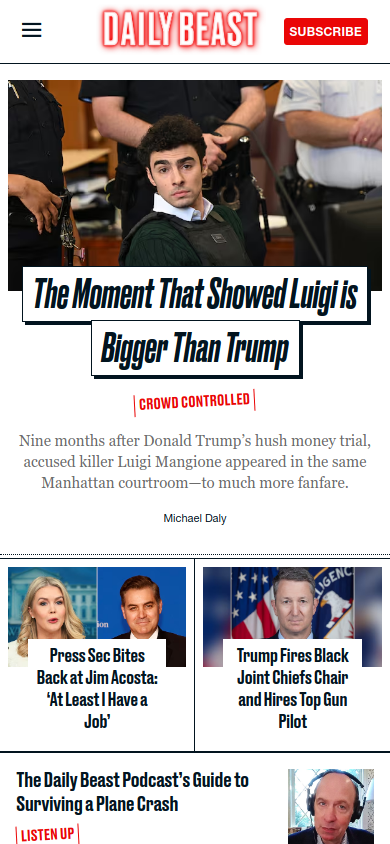 DAILY BEAST
SUBSCRIBE
The Moment That Showed Luigi is
Bigger Than Trump
CROWD CONTROLLED
Nine months after Donald Trump’s hush money trial,
accused killer Luigi Mangione appeared in the same
Manhattan courtroom—to much more fanfare.
Michael Daly
Press Sec Bites
Back at Jim Acosta:
‘At Least I Have a
Job’
Trump Fires Black
Joint Chiefs Chair
and Hires Top Gun
Pilot
The Daily Beast Podcast’s Guide to
Surviving a Plane Crash
LISTEN UP